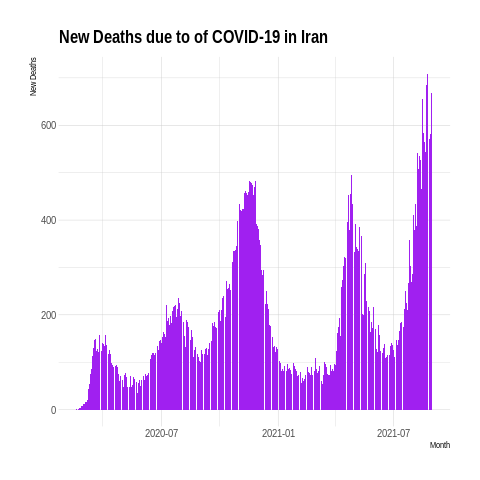 New Deaths due to of COVID-19 in Iran
New Deaths
600
400
200
0
2020-07
2021-01
2021-07
Month